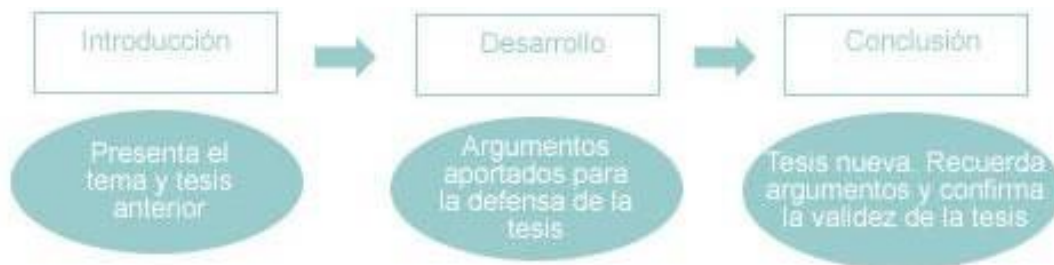 Introducción
Desarrollo
Conclusión
Presenta el
tema y tesis
anterior
Argumentos
aportados para
la defensa de la
tesis
Tesis nueva. Recuerda
argumentos y confirma
la validez de la tesis